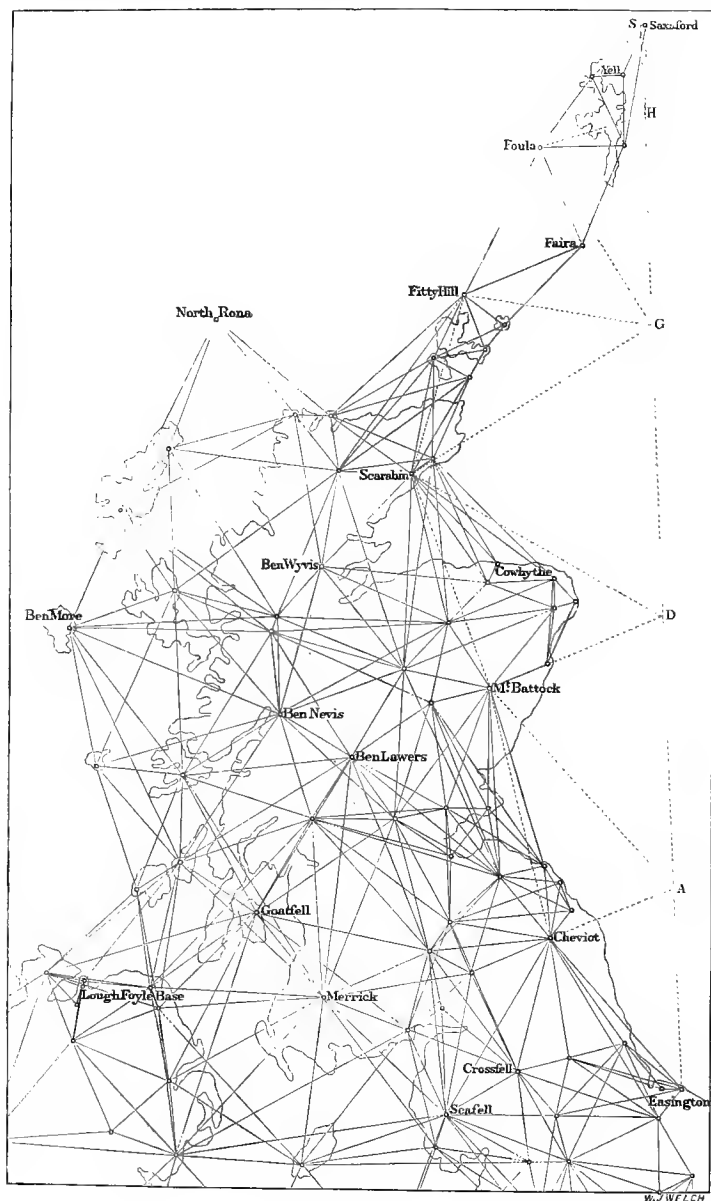 S Saxaford
Yell
H
Foula
Faira
Fitty Hill
North Rona
G
Scarabin
Ben Wyvis
Cowhythe
Ben More
D
Mt Battock
Ben Nevis
Ben Lawers
A
Goatfell
Cheviot
Lough Foyle Base
Merrick
Crossfell
Easington
Scafell
W.J WELCH